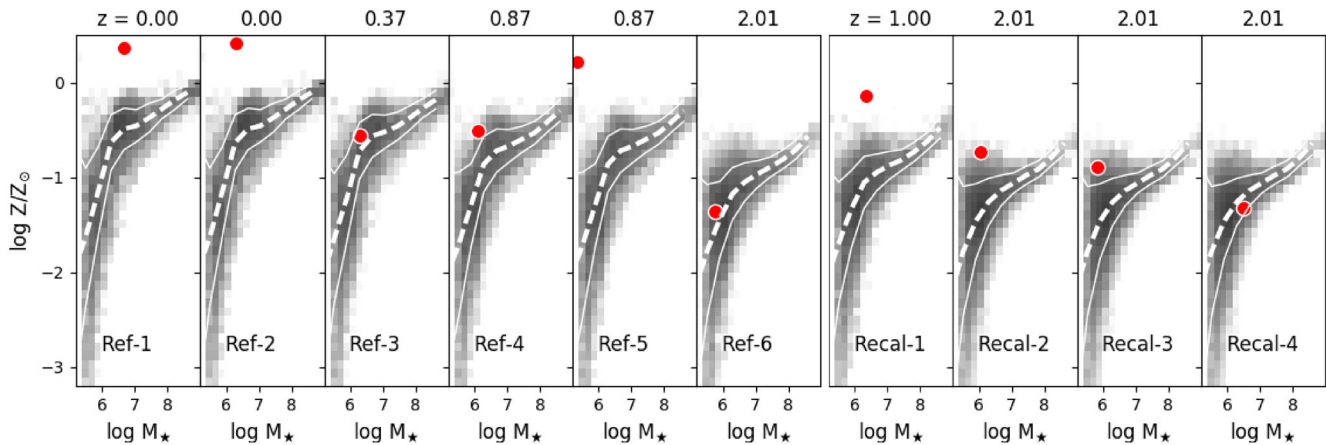 z = 0.00 0.00 0.37 0.87 0.87 2.01 z = 1.00 2.01 2.01 2.01
log Z/Z⊙
0
−1
−2
−3
Ref-1 Ref-2 Ref-3 Ref-4 Ref-5 Ref-6 Recal-1 Recal-2 Recal-3 Recal-4
6 7 8 6 7 8 6 7 8 6 7 8 6 7 8 6 7 8 6 7 8 6 7 8 6 7 8 6 7 8
log M★ log M★ log M★ log M★ log M★ log M★ log M★ log M★ log M★ log M★